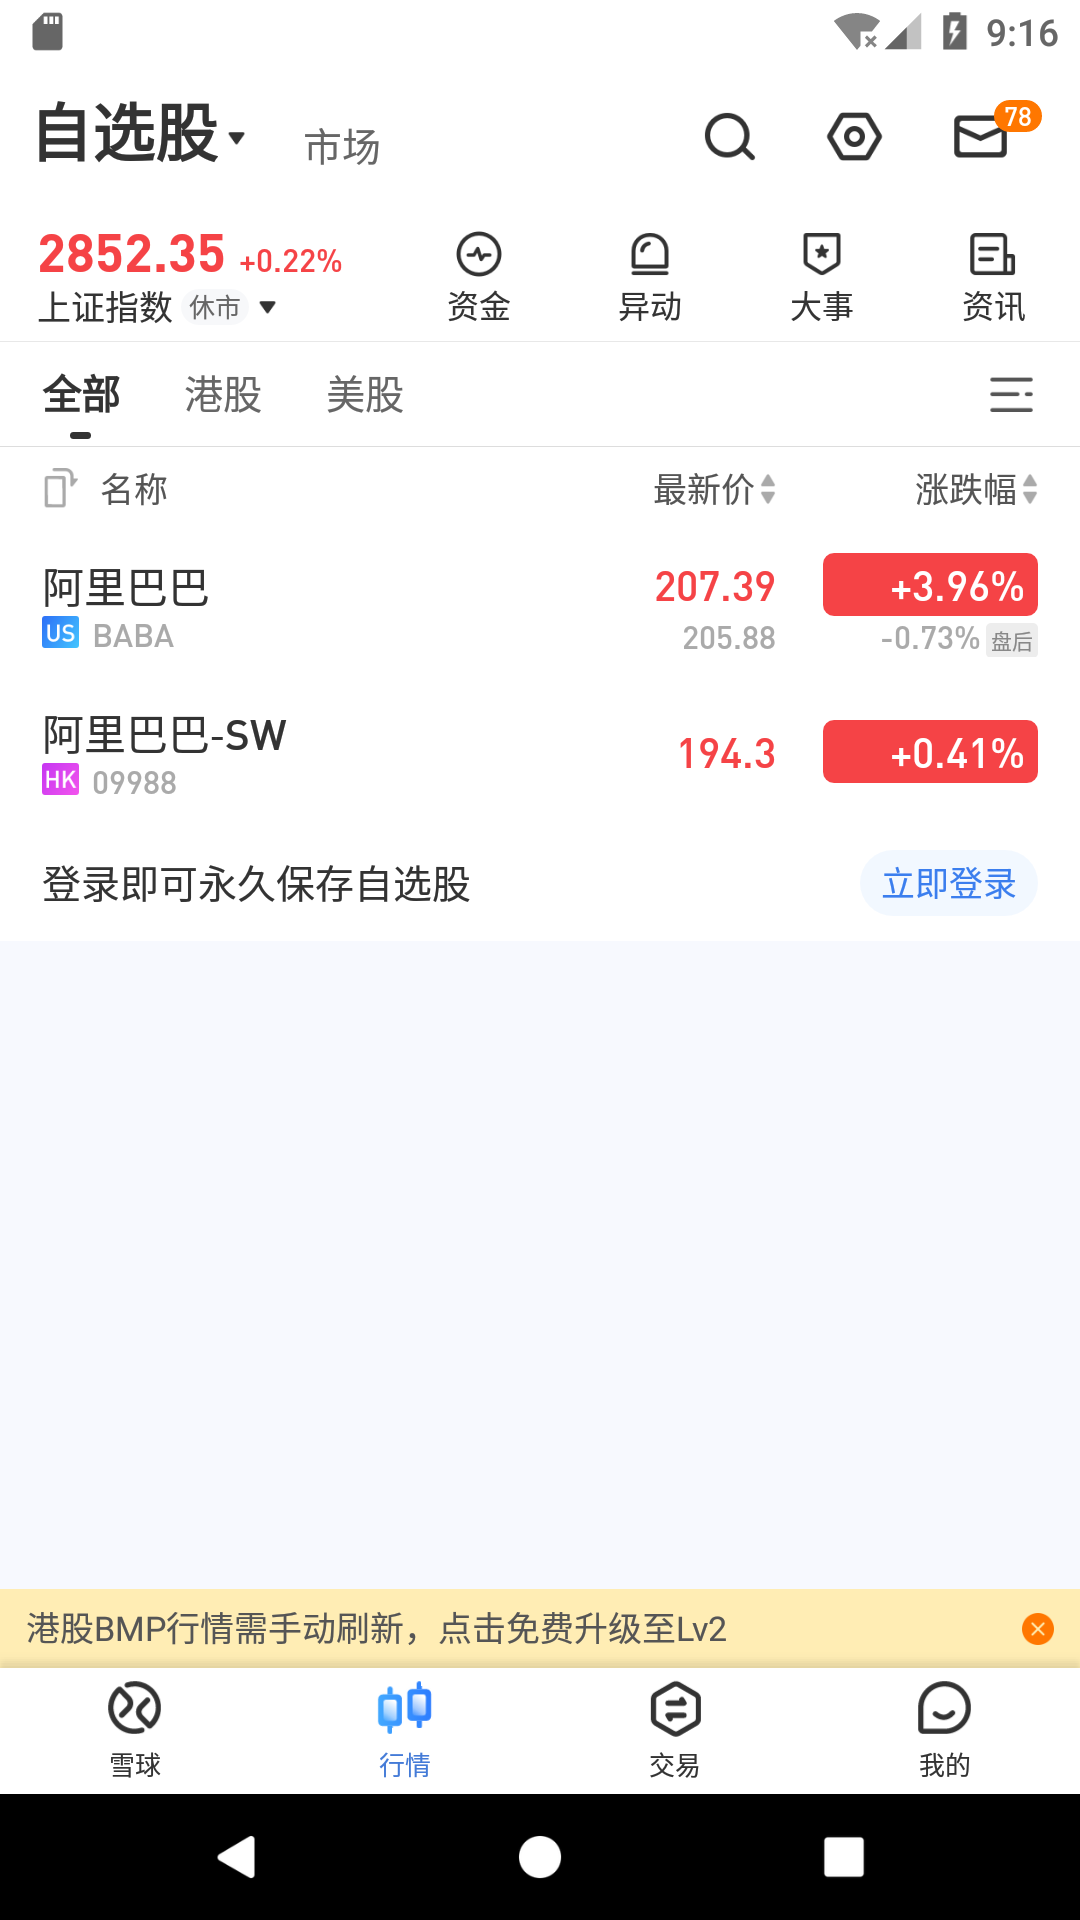 9:16
自选股 市场 78
2852.35 +0.22%
上证指数 休市
资金 异动 大事 资讯
全部 港股 美股
名称 最新价 涨跌幅
阿里巴巴 207.39 +3.96%
US BABA 205.88 -0.73% 盘后
阿里巴巴-SW 194.3 +0.41%
HK 09988
登录即可永久保存自选股 立即登录
港股BMP行情需手动刷新，点击免费升级至Lv2
雪球 行情 交易 我的